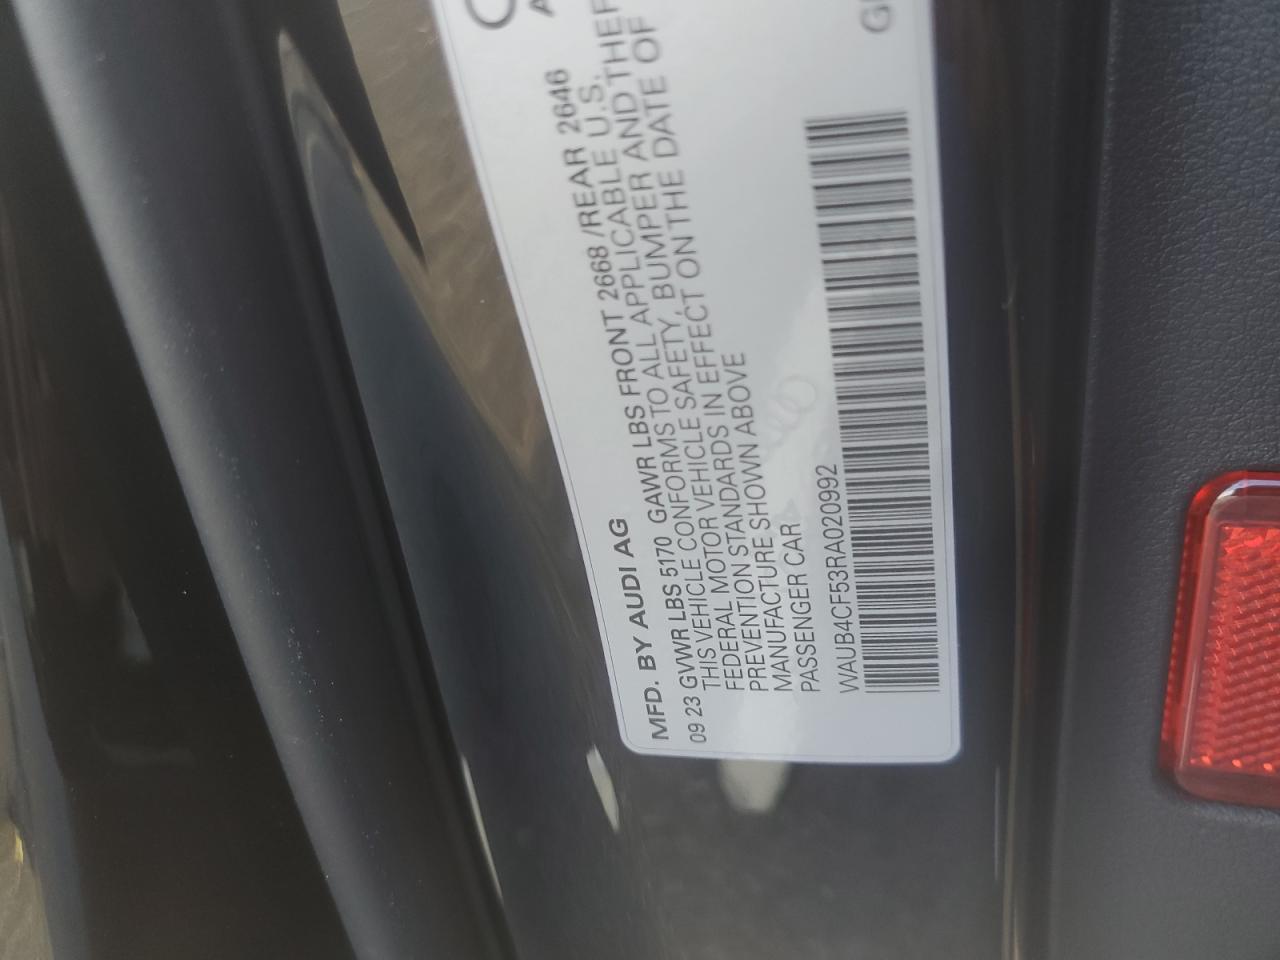 MFD. BY AUDI AG
09 23 GVWR LBS 5170 GAWR LBS FRONT 2668 /REAR 2646
THIS VEHICLE CONFORMS TO ALL APPLICABLE U.S.
FEDERAL MOTOR VEHICLE SAFETY, BUMPER AND THEF
PREVENTION STANDARDS IN EFFECT ON THE DATE OF
MANUFACTURE SHOWN ABOVE
PASSENGER CAR
WAUB4CF53RA020992